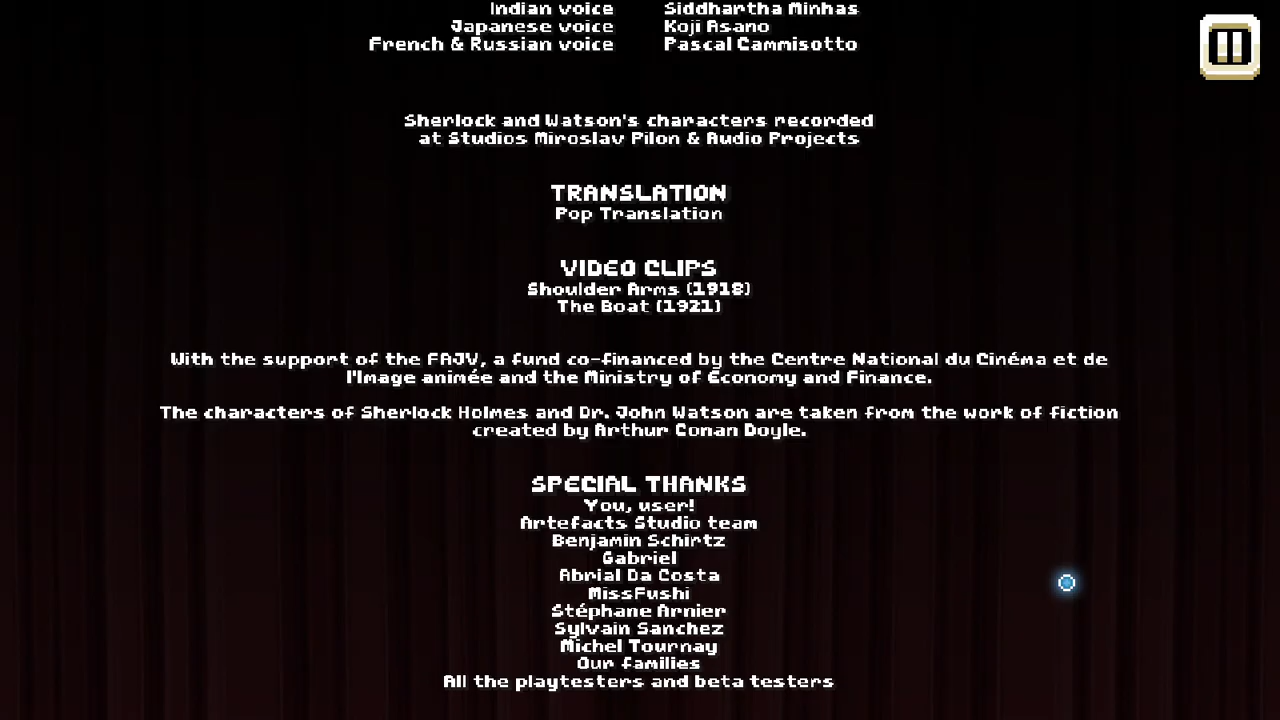 Indian voice Siddhartha Minhas
Japanese voice Koji Asano
French & Russian voice Pascal Cammisotto
Sherlock and Watson's characters recorded
at Studios Miroslav Pilon & Audio Projects
TRANSLATION
Pop Translation
VIDEO CLIPS
Shoulder Arms (1918)
The Boat (1921)
With the support of the FAJV, a fund co-financed by the Centre National du Cinéma et de
l'Image animée and the Ministry of Economy and Finance.
The characters of Sherlock Holmes and Dr. John Watson are taken from the work of fiction
created by Arthur Conan Doyle.
SPECIAL THANKS
You, user!
Artefacts Studio team
Benjamin Schirtz
Gabriel
Abrial Da Costa
MissFushi
Stéphane Arnier
Sylvain Sanchez
Michel Tournay
Our families
All the playtesters and beta testers